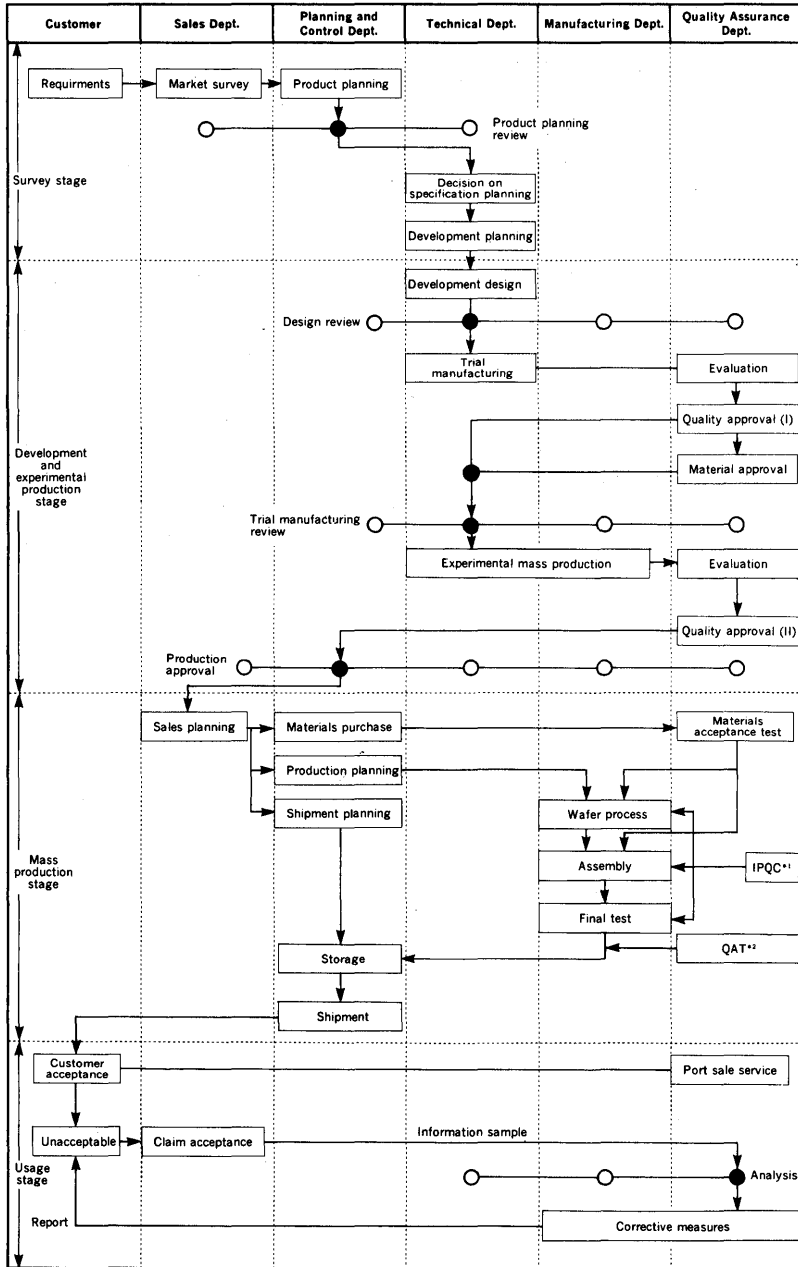 Customer
Sales Dept.
Planning and
Control Dept.
Technical Dept.
Manufacturing Dept.
Quality Assurance
Dept.
Survey stage
Requirments
Market survey
Product planning
Product planning
review
Decision on
specification planning
Development planning
Development
and
experimental
production
stage
Development design
Design review
Trial
manufacturing
Evaluation
Quality approval (I)
Material approval
Trial manufacturing
review
Experimental mass production
Evaluation
Quality approval (II)
Production
approval
Mass
production
stage
Sales planning
Materials purchase
Materials
acceptance test
Production planning
Shipment planning
Wafer process
Assembly
IPQC*1
Final test
QAT*2
Storage
Shipment
Usage
stage
Customer
acceptance
Port sale service
Unacceptable
Claim acceptance
Information sample
Analysis
Report
Corrective measures